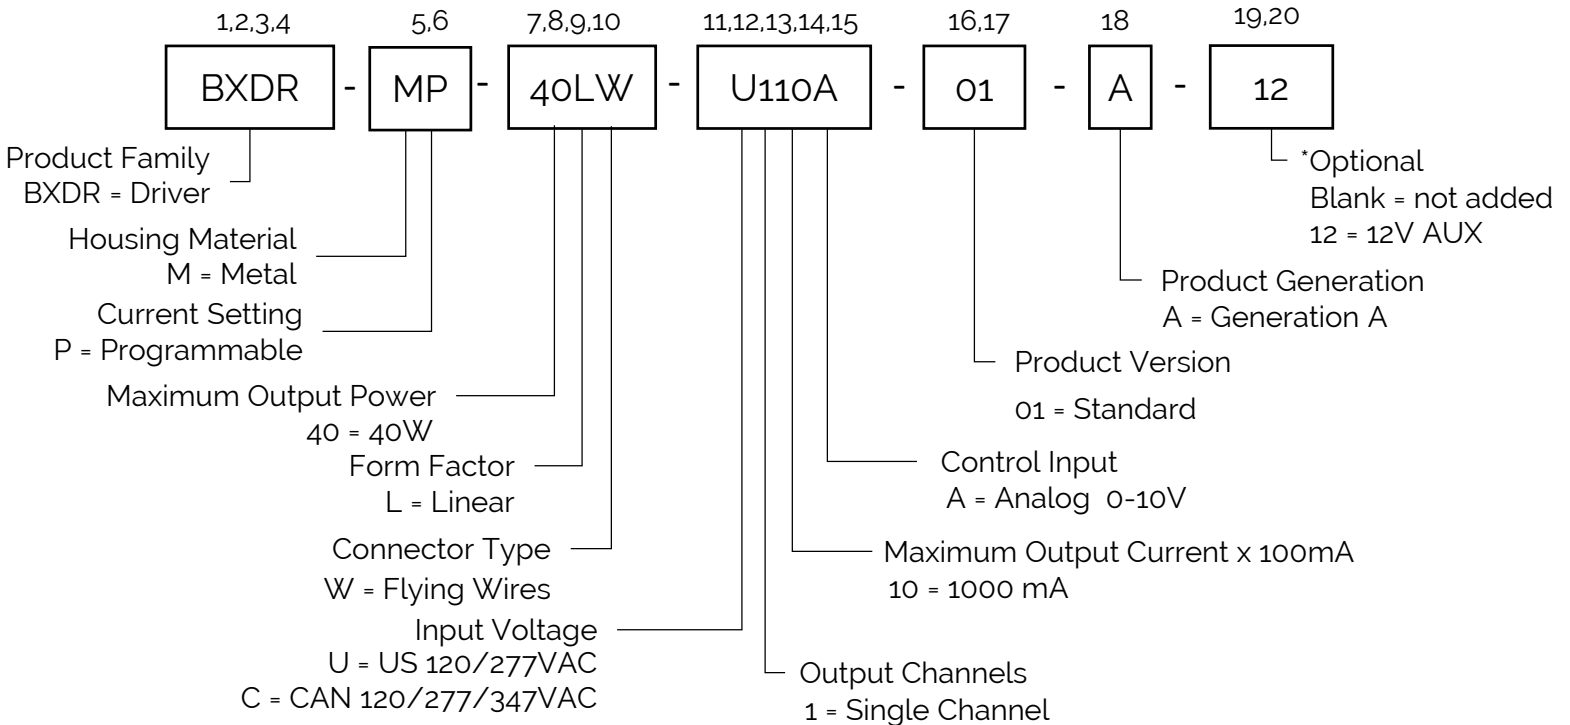 1,2,3,4 5,6 7,8,9,10 11,12,13,14,15 16,17 18 19,20
BXDR - MP - 40LW - U110A - 01 - A - 12
Product Family
BXDR = Driver
Housing Material
M = Metal
Current Setting
P = Programmable
Maximum Output Power
40 = 40W
Form Factor
L = Linear
Connector Type
W = Flying Wires
Input Voltage
U = US 120/277VAC
C = CAN 120/277/347VAC
Output Channels
1 = Single Channel
Maximum Output Current x 100mA
10 = 1000 mA
Control Input
A = Analog 0-10V
Product Version
01 = Standard
Product Generation
A = Generation A
*Optional
Blank = not added
12 = 12V AUX